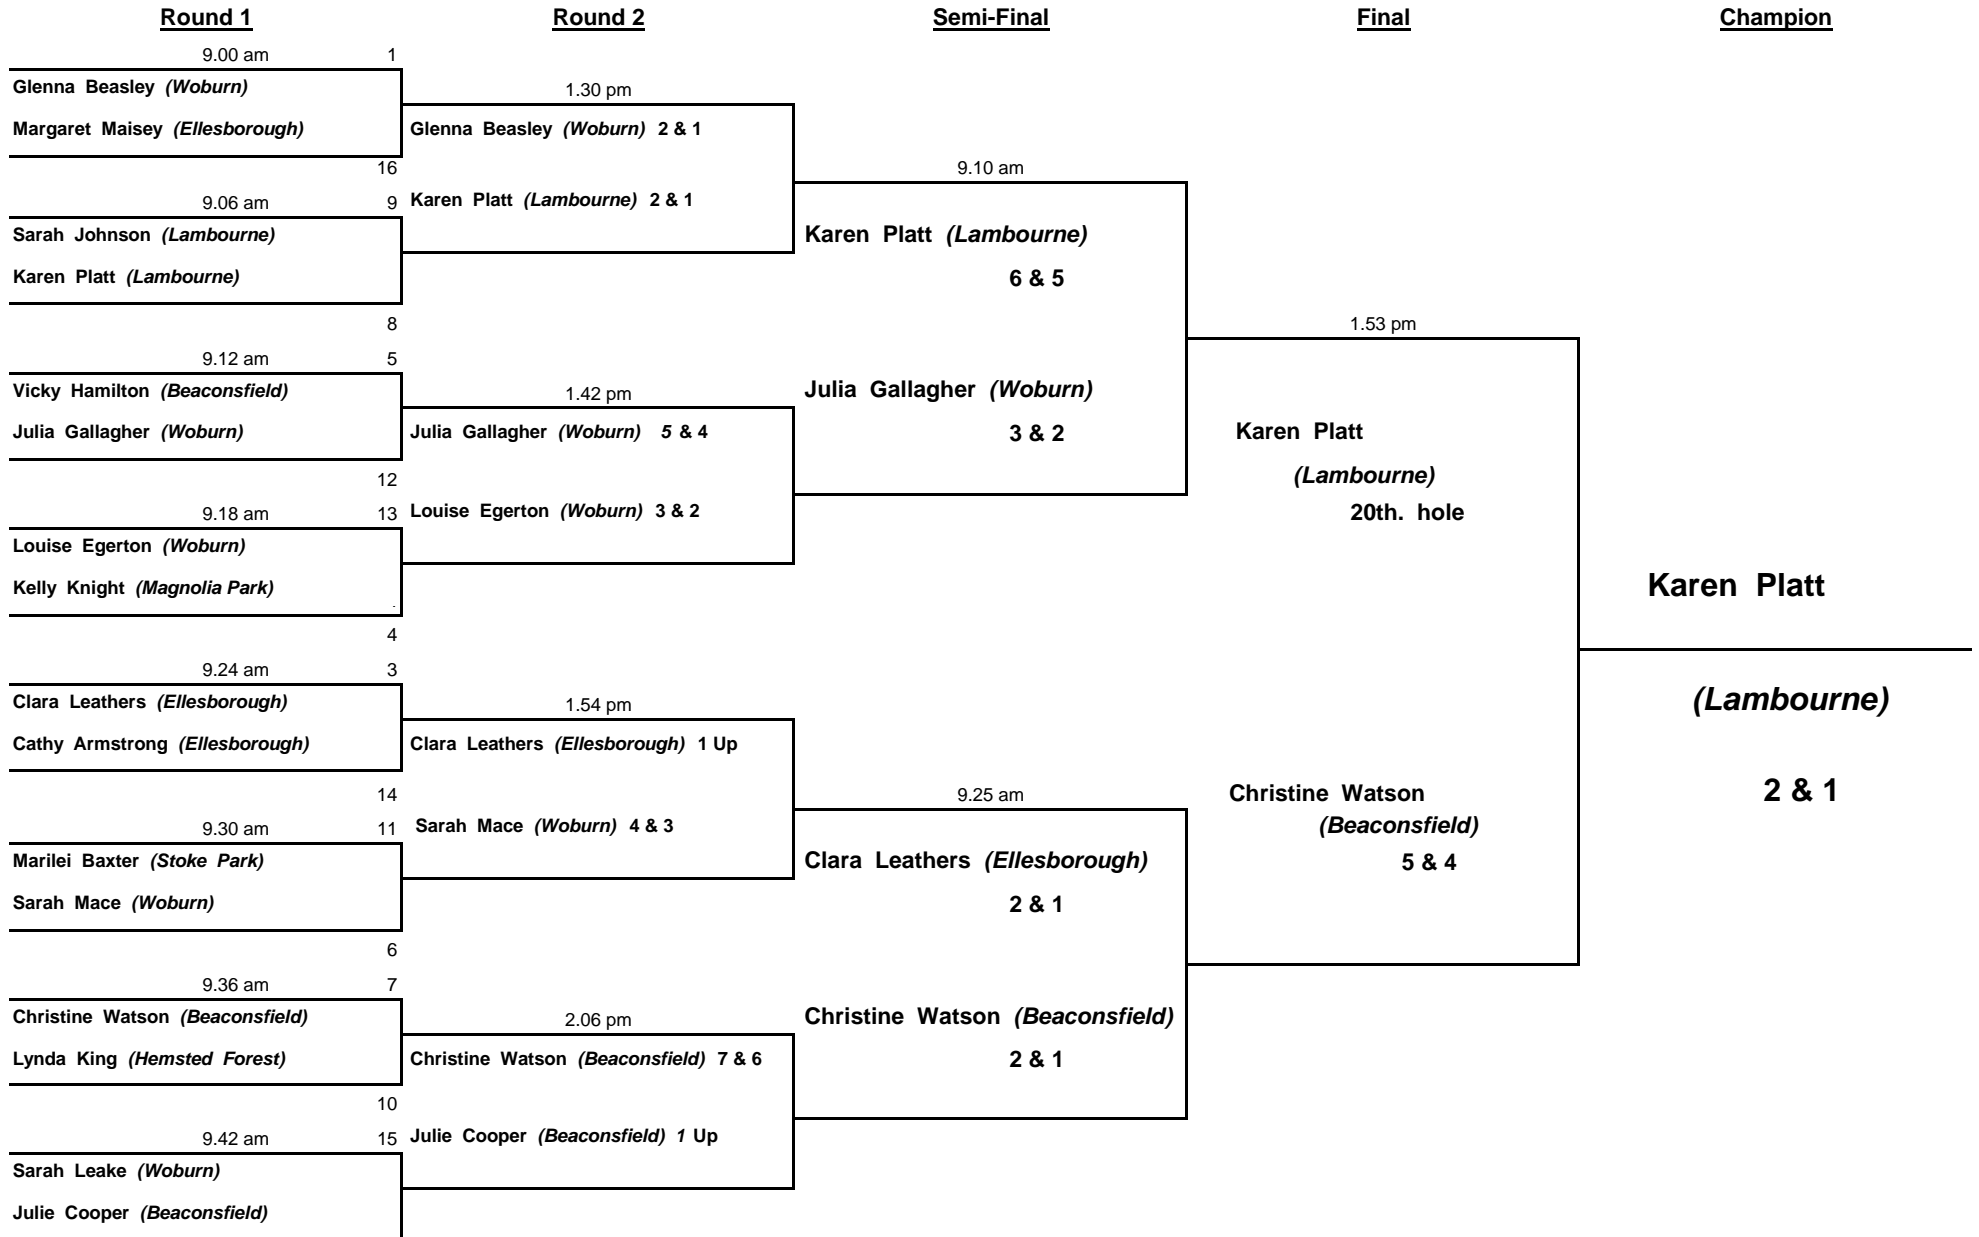 Round 1 Round 2 Semi-Final Final Champion
9.00 am 1
Glenna Beasley (Woburn)
1.30 pm
Margaret Maisey (Ellesborough) Glenna Beasley (Woburn) 2 & 1
16 9.10 am
9.06 am 9 Karen Platt (Lambourne) 2 & 1
Sarah Johnson (Lambourne) Karen Platt (Lambourne)
Karen Platt (Lambourne) 6 & 5
8 1.53 pm
9.12 am 5
Vicky Hamilton (Beaconsfield) 1.42 pm Julia Gallagher (Woburn)
Julia Gallagher (Woburn) Julia Gallagher (Woburn) 5 & 4 3 & 2 Karen Platt
12 (Lambourne)
9.18 am 13 Louise Egerton (Woburn) 3 & 2 20th. hole
Louise Egerton (Woburn)
Kelly Knight (Magnolia Park) Karen Platt
4
9.24 am 3
Clara Leathers (Ellesborough) 1.54 pm (Lambourne)
Cathy Armstrong (Ellesborough) Clara Leathers (Ellesborough) 1 Up
14 9.25 am Christine Watson 2 & 1
9.30 am 11 Sarah Mace (Woburn) 4 & 3 (Beaconsfield)
Marilei Baxter (Stoke Park) Clara Leathers (Ellesborough) 5 & 4
Sarah Mace (Woburn) 2 & 1
6
9.36 am 7
Christine Watson (Beaconsfield) 2.06 pm Christine Watson (Beaconsfield)
Lynda King (Hemsted Forest) Christine Watson (Beaconsfield) 7 & 6 2 & 1
10
9.42 am 15 Julie Cooper (Beaconsfield) 1 Up
Sarah Leake (Woburn)
Julie Cooper (Beaconsfield)